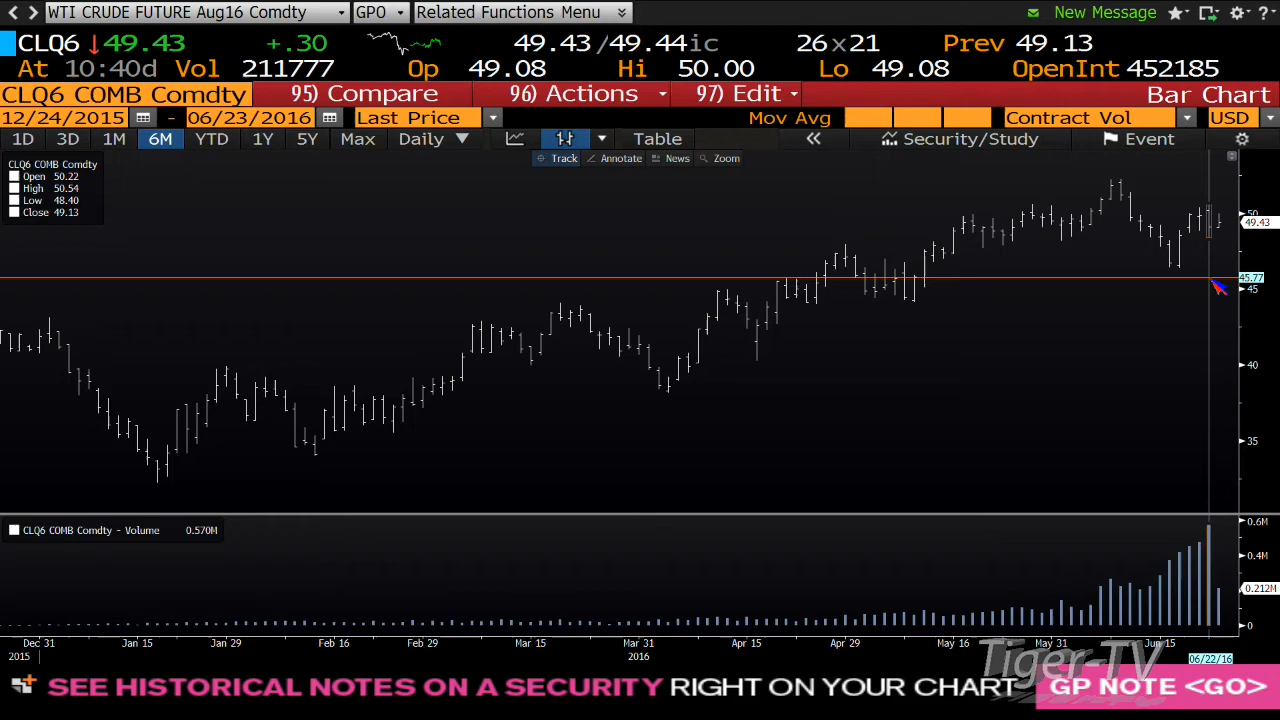 WTI CRUDE FUTURE Aug16 Comdty GPO Related Functions Menu New Message
CLQ6 49.43 +.30 49.43/49.44ic 26x21 Prev 49.13
At 10:40d Vol 211777 Op 49.08 Hi 50.00 Lo 49.08 OpenInt 452185
CLQ6 COMB Comdty 95) Compare 96) Actions 97) Edit Bar Chart
12/24/2015 - 06/23/2016 Last Price Mov Avg Contract Vol USD
1D 3D 1M 6M YTD 1Y 5Y Max Daily Table Security/Study Event
Track Annotate News Zoom
CLQ6 COMB Comdty
Open 50.22
High 50.54
Low 48.40
Close 49.13
50
49.43
45.77
45
40
35
CLQ6 COMB Comdty - Volume 0.570M
0.6M
0.4M
0.212M
0
Dec 31 Jan 15 Jan 29 Feb 16 Feb 29 Mar 15 Mar 31 Apr 15 Apr 29 May 16 May 31 Jun 15
2015 2016 06/22/16
Tiger-TV
SEE HISTORICAL NOTES ON A SECURITY RIGHT ON YOUR CHART GP NOTE <GO>